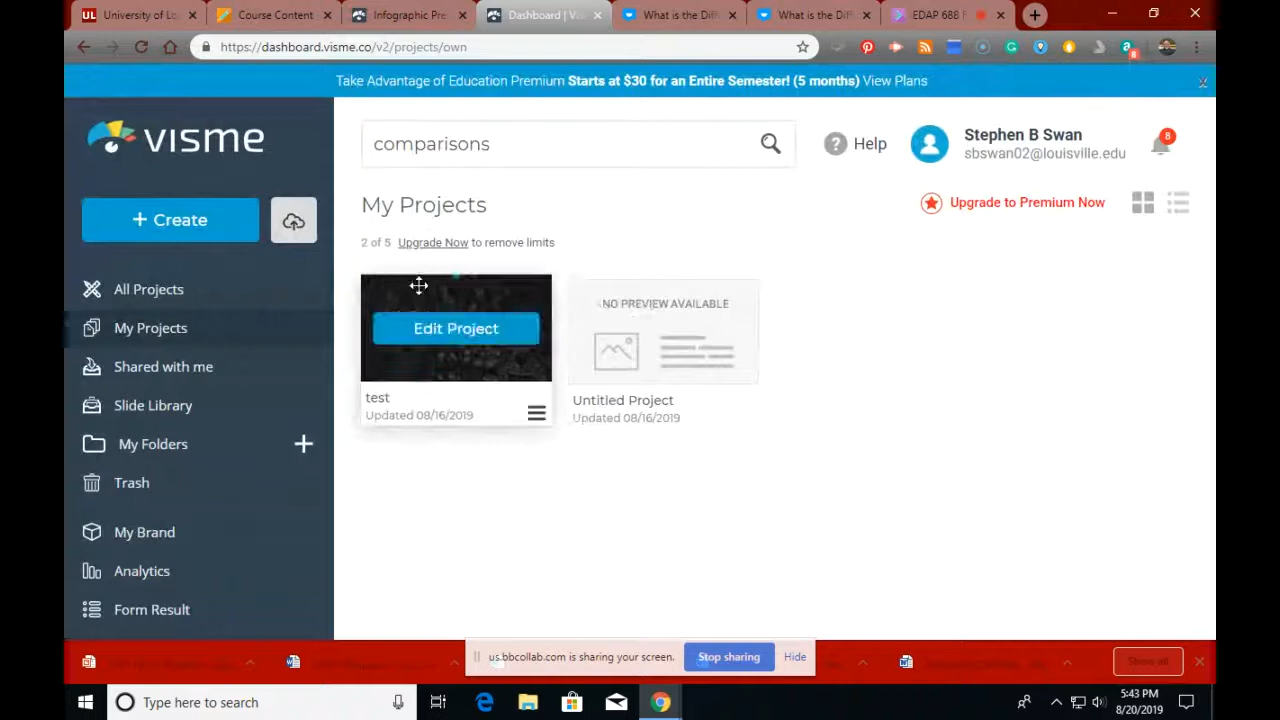 University of Lo
Course Content
Infographic Pre
Dashboard | Vis
What is the Diff
What is the Diff
EDAP 688 F
https://dashboard.visme.co/v2/projects/own
8
Take Advantage of Education Premium Starts at $30 for an Entire Semester! (5 months) View Plans
visme
comparisons
Help
Stephen B Swan
sbswan02@louisville.edu
8
+ Create
My Projects
Upgrade to Premium Now
2 of 5 Upgrade Now to remove limits
All Projects
My Projects
Shared with me
Slide Library
My Folders
Trash
My Brand
Analytics
Form Result
Edit Project
test
Updated 08/16/2019
NO PREVIEW AVAILABLE
Untitled Project
Updated 08/16/2019
us.bbcollab.com is sharing your screen.
Stop sharing
Hide
Show all
Type here to search
5:43 PM
8/20/2019